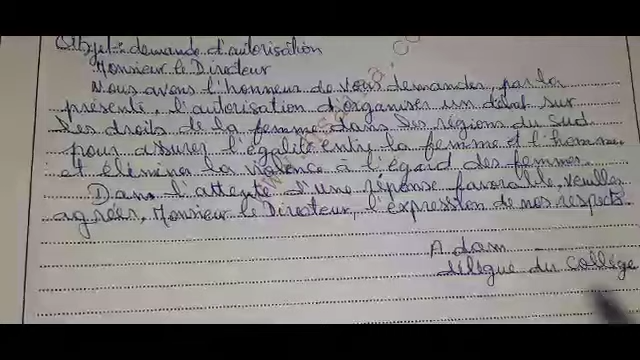 Objet : demande d'autorisation
Monsieur le Directeur
Nous avons l'honneur de vous demander, par la
présente, l'autorisation d'organiser un débat sur
les droits de la femme dans les régions du Sud
pour assurer l'égalité entre la femme et l'homme
et éliminer la violence à l'égard des femmes.
Dans l'attente d'une réponse favorable, veuillez
agréer, Monsieur le Directeur, l'expression de nos respects.
Adam
délégué du collège